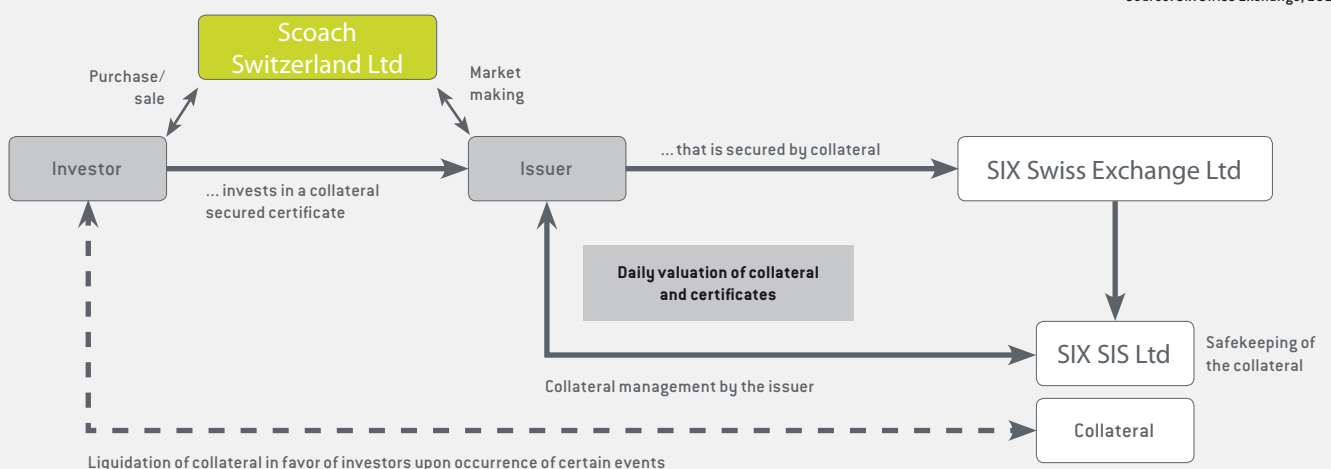 Scoach
Switzerland Ltd
Purchase/
sale
Market
making
Investor
... invests in a collateral
secured certificate
Issuer
... that is secured by collateral
SIX Swiss Exchange Ltd
Daily valuation of collateral
and certificates
SIX SIS Ltd
Safekeeping of
the collateral
Collateral management by the issuer
Collateral
Liquidation of collateral in favor of investors upon occurrence of certain events